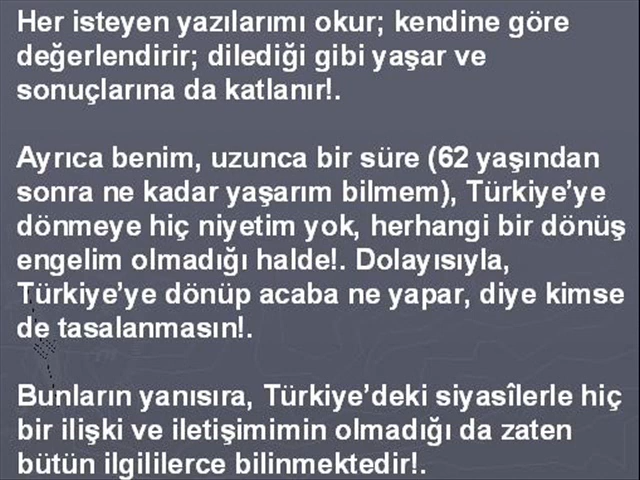 Her isteyen yazılarımı okur; kendine göre
değerlendirir; dilediği gibi yaşar ve
sonuçlarına da katlanır!.
Ayrıca benim, uzunca bir süre (62 yaşından
sonra ne kadar yaşarım bilmem), Türkiye’ye
dönmeye hiç niyetim yok, herhangi bir dönüş
engelim olmadığı halde!. Dolayısıyla,
Türkiye’ye dönüp acaba ne yapar, diye kimse
de tasalanmasın!.
Bunların yanısıra, Türkiye’deki siyasîlerle hiç
bir ilişki ve iletişimimin olmadığı da zaten
bütün ilgililerce bilinmektedir!.